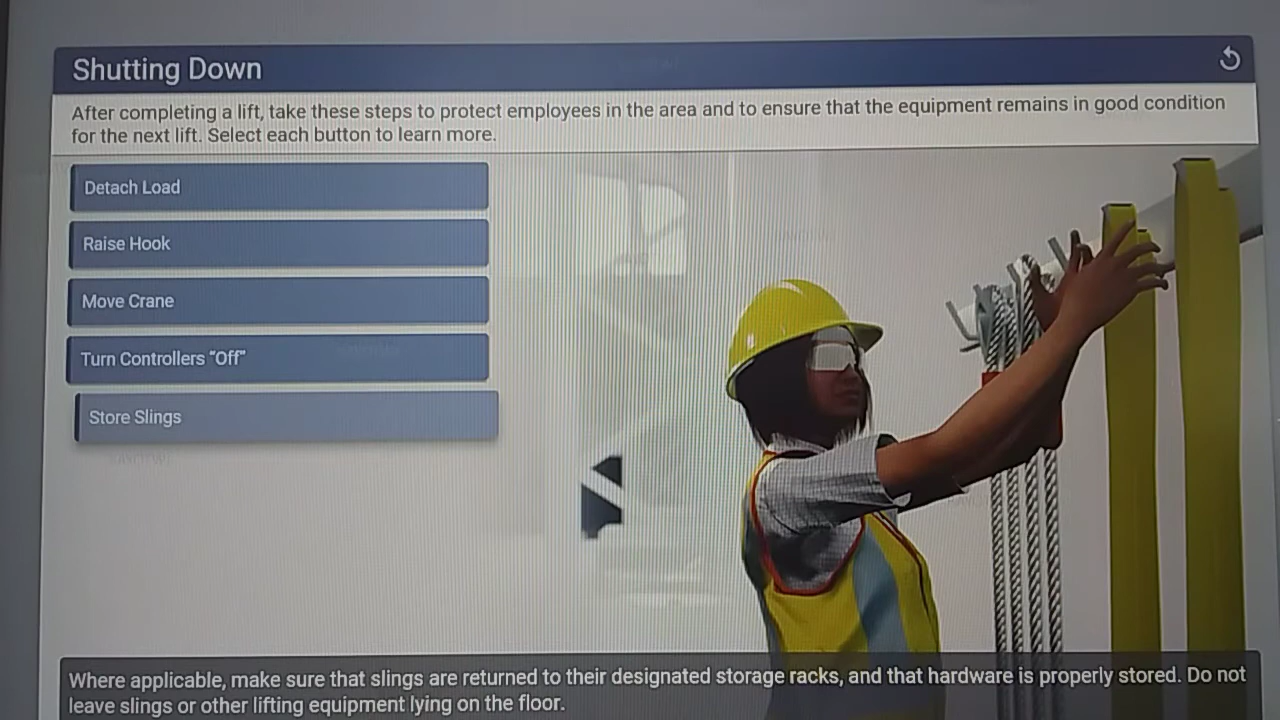 Shutting Down
After completing a lift, take these steps to protect employees in the area and to ensure that the equipment remains in good condition
for the next lift. Select each button to learn more.
Detach Load
Raise Hook
Move Crane
Turn Controllers "Off"
Store Slings
Where applicable, make sure that slings are returned to their designated storage racks, and that hardware is properly stored. Do not
leave slings or other lifting equipment lying on the floor.